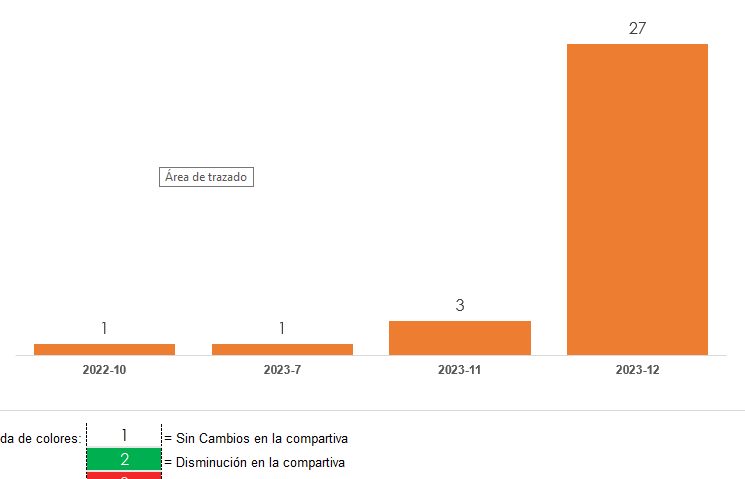 27
Área de trazado
3
1
1
2022-10
2023-7
2023-11
2023-12
da de colores:
1
= Sin Cambios en la compartiva
2
= Disminución en la compartiva